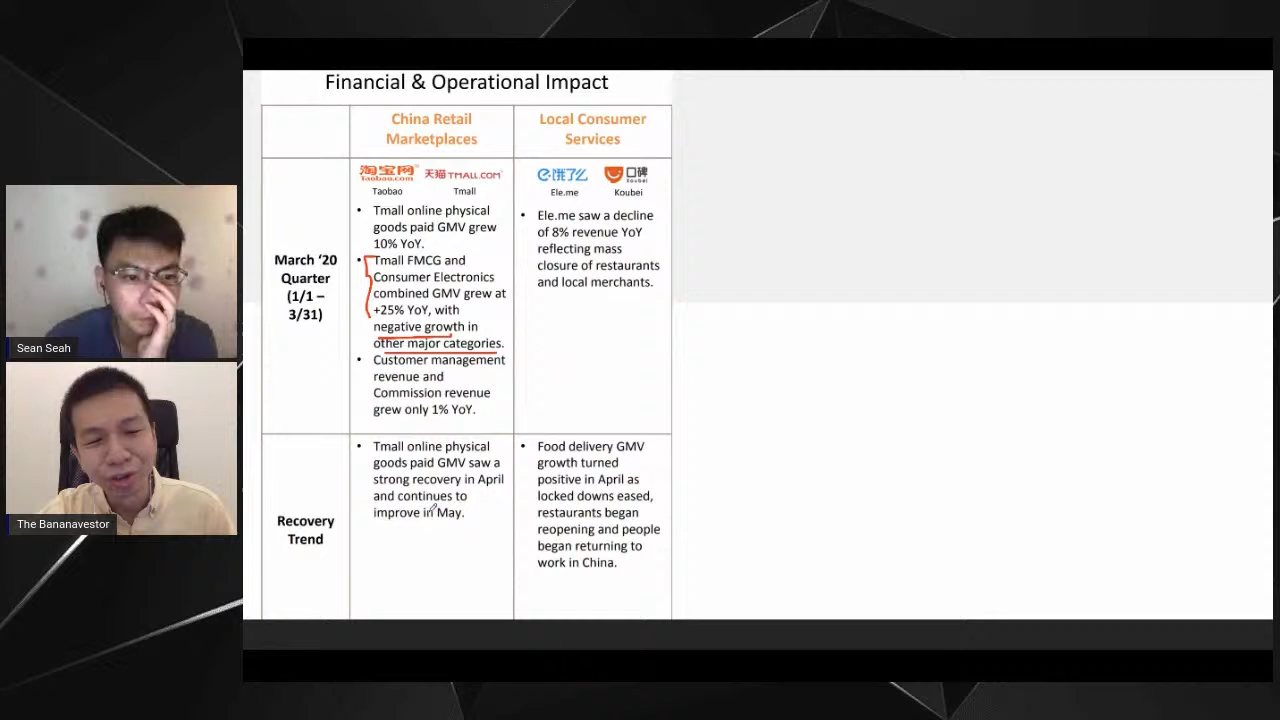 Financial & Operational Impact
China Retail
Marketplaces
Local Consumer
Services
March ‘20
Quarter
(1/1 –
3/31)
淘宝网
Taobao.com
天猫 TMALL.COM
Taobao
Tmall
• Tmall online physical
goods paid GMV grew
10% YoY.
• Tmall FMCG and
Consumer Electronics
combined GMV grew at
+25% YoY, with
negative growth in
other major categories.
• Customer management
revenue and
Commission revenue
grew only 1% YoY.
饿了么
口碑
Koubei
Ele.me
Koubei
• Ele.me saw a decline
of 8% revenue YoY
reflecting mass
closure of restaurants
and local merchants.
Recovery
Trend
• Tmall online physical
goods paid GMV saw a
strong recovery in April
and continues to
improve in May.
• Food delivery GMV
growth turned
positive in April as
locked downs eased,
restaurants began
reopening and people
began returning to
work in China.
Sean Seah
The Bananavestor